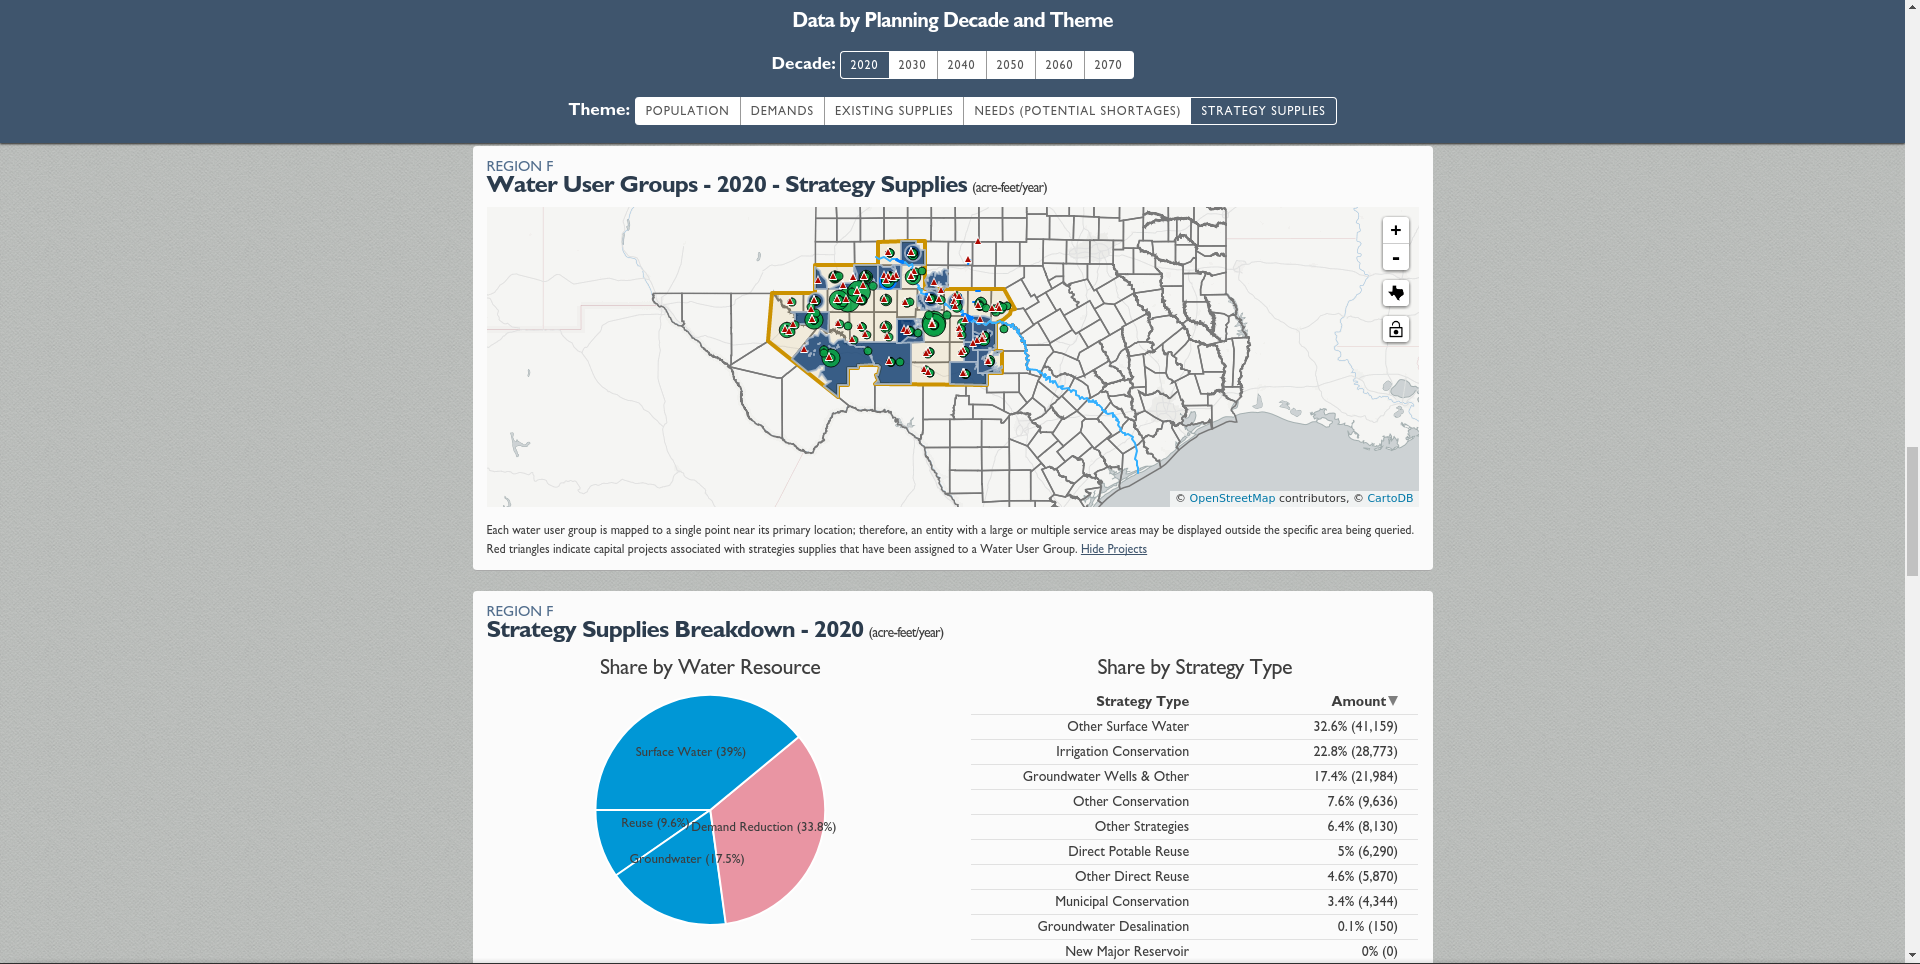 Data by Planning Decade and Theme
Decade: 2020 2030 2040 2050 2060 2070
Theme: POPULATION DEMANDS EXISTING SUPPLIES NEEDS (POTENTIAL SHORTAGES) STRATEGY SUPPLIES
REGION F
Water User Groups - 2020 - Strategy Supplies (acre-feet/year)
+
-
© OpenStreetMap contributors, © CartoDB
Each water user group is mapped to a single point near its primary location; therefore, an entity with a large or multiple service areas may be displayed outside the specific area being queried.
Red triangles indicate capital projects associated with strategies supplies that have been assigned to a Water User Group. Hide Projects
REGION F
Strategy Supplies Breakdown - 2020 (acre-feet/year)
Share by Water Resource
Surface Water (39%)
Reuse (9.6%)
Demand Reduction (33.8%)
Groundwater (17.5%)
Share by Strategy Type
Strategy Type Amount▼
Other Surface Water 32.6% (41,159)
Irrigation Conservation 22.8% (28,773)
Groundwater Wells & Other 17.4% (21,984)
Other Conservation 7.6% (9,636)
Other Strategies 6.4% (8,130)
Direct Potable Reuse 5% (6,290)
Other Direct Reuse 4.6% (5,870)
Municipal Conservation 3.4% (4,344)
Groundwater Desalination 0.1% (150)
New Major Reservoir 0% (0)